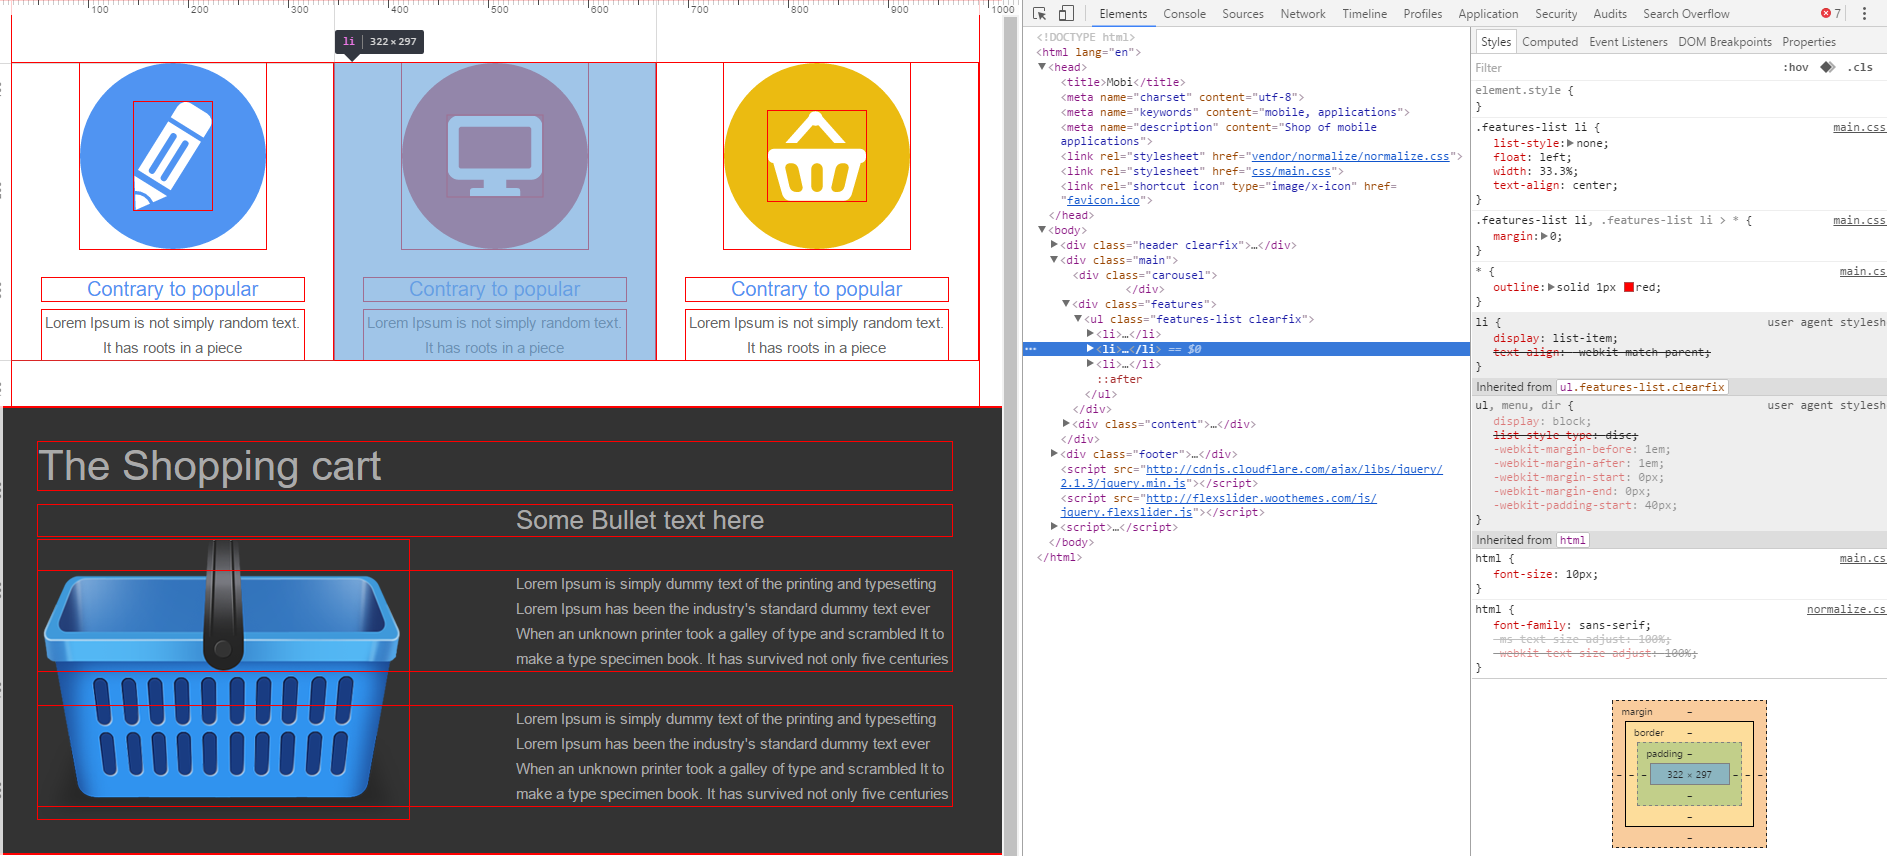 100 200 300 400 500 600 700 800 900 1000
li 322 × 297
Contrary to popular
Lorem Ipsum is not simply random text.
It has roots in a piece
Contrary to popular
Lorem Ipsum is not simply random text.
It has roots in a piece
Contrary to popular
Lorem Ipsum is not simply random text.
It has roots in a piece
The Shopping cart
Some Bullet text here
Lorem Ipsum is simply dummy text of the printing and typesetting
Lorem Ipsum has been the industry's standard dummy text ever
When an unknown printer took a galley of type and scrambled It to
make a type specimen book. It has survived not only five centuries
Lorem Ipsum is simply dummy text of the printing and typesetting
Lorem Ipsum has been the industry's standard dummy text ever
When an unknown printer took a galley of type and scrambled It to
make a type specimen book. It has survived not only five centuries
Elements Console Sources Network Timeline Profiles Application Security Audits Search Overflow 7
<!DOCTYPE html>
<html lang="en">
<head>
<title>Mobi</title>
<meta name="charset" content="utf-8">
<meta name="keywords" content="mobile, applications">
<meta name="description" content="Shop of mobile
applications">
<link rel="stylesheet" href="vendor/normalize/normalize.css">
<link rel="stylesheet" href="css/main.css">
<link rel="shortcut icon" type="image/x-icon" href=
"favicon.ico">
</head>
<body>
<div class="header clearfix">…</div>
<div class="main">
<div class="carousel">
</div>
<div class="features">
<ul class="features-list clearfix">
<li>…</li>
<li>…</li> == $0
<li>…</li>
::after
</ul>
</div>
<div class="content">…</div>
</div>
<div class="footer">…</div>
<script src="http://cdnjs.cloudflare.com/ajax/libs/jquery/
2.1.3/jquery.min.js"></script>
<script src="http://flexslider.woothemes.com/js/
jquery.flexslider.js"></script>
<script>…</script>
</body>
</html>
Styles Computed Event Listeners DOM Breakpoints Properties
Filter :hov .cls
element.style {
}
.features-list li { main.css
list-style: none;
float: left;
width: 33.3%;
text-align: center;
}
.features-list li, .features-list li > * { main.css
margin: 0;
}
* { main.cs
outline: solid 1px red;
}
li { user agent stylesh
display: list-item;
text-align: -webkit-match-parent;
}
Inherited from ul.features-list.clearfix
ul, menu, dir { user agent stylesh
display: block;
list-style-type: disc;
-webkit-margin-before: 1em;
-webkit-margin-after: 1em;
-webkit-margin-start: 0px;
-webkit-margin-end: 0px;
-webkit-padding-start: 40px;
}
Inherited from html
html { main.cs
font-size: 10px;
}
html { normalize.cs
font-family: sans-serif;
-ms-text-size-adjust: 100%;
-webkit-text-size-adjust: 100%;
}
margin –
border –
padding –
– – – 322 × 297 – – –
–
–
–